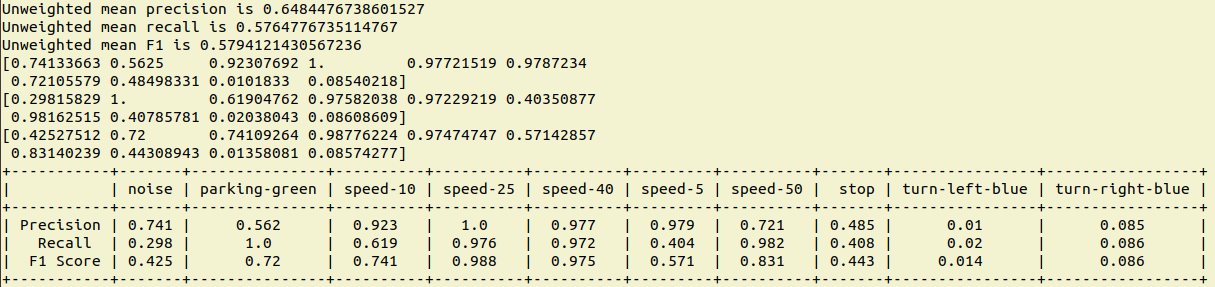 Unweighted mean precision is 0.6484476738601527
Unweighted mean recall is 0.5764776735114767
Unweighted mean F1 is 0.5794121430567236
[0.74133663 0.5625     0.92307692 1.         0.97721519 0.9787234
 0.72105579 0.48498331 0.0101833  0.08540218]
[0.29815829 1.         0.61904762 0.97582038 0.97229219 0.40350877
 0.98162515 0.40785781 0.02038043 0.08608609]
[0.42527512 0.72       0.74109264 0.98776224 0.97474747 0.57142857
 0.83140239 0.44308943 0.01358081 0.08574277]
+-----------+-------+---------------+----------+----------+----------+---------+----------+-------+----------------+-----------------+
|           | noise | parking-green | speed-10 | speed-25 | speed-40 | speed-5 | speed-50 |  stop | turn-left-blue | turn-right-blue |
+-----------+-------+---------------+----------+----------+----------+---------+----------+-------+----------------+-----------------+
| Precision | 0.741 |     0.562     |  0.923   |   1.0    |  0.977   |  0.979  |  0.721   | 0.485 |      0.01      |      0.085      |
|   Recall  | 0.298 |      1.0      |  0.619   |  0.976   |  0.972   |  0.404  |  0.982   | 0.408 |      0.02      |      0.086      |
|  F1 Score | 0.425 |      0.72     |  0.741   |  0.988   |  0.975   |  0.571  |  0.831   | 0.443 |     0.014      |      0.086      |
+-----------+-------+---------------+----------+----------+----------+---------+----------+-------+----------------+-----------------+